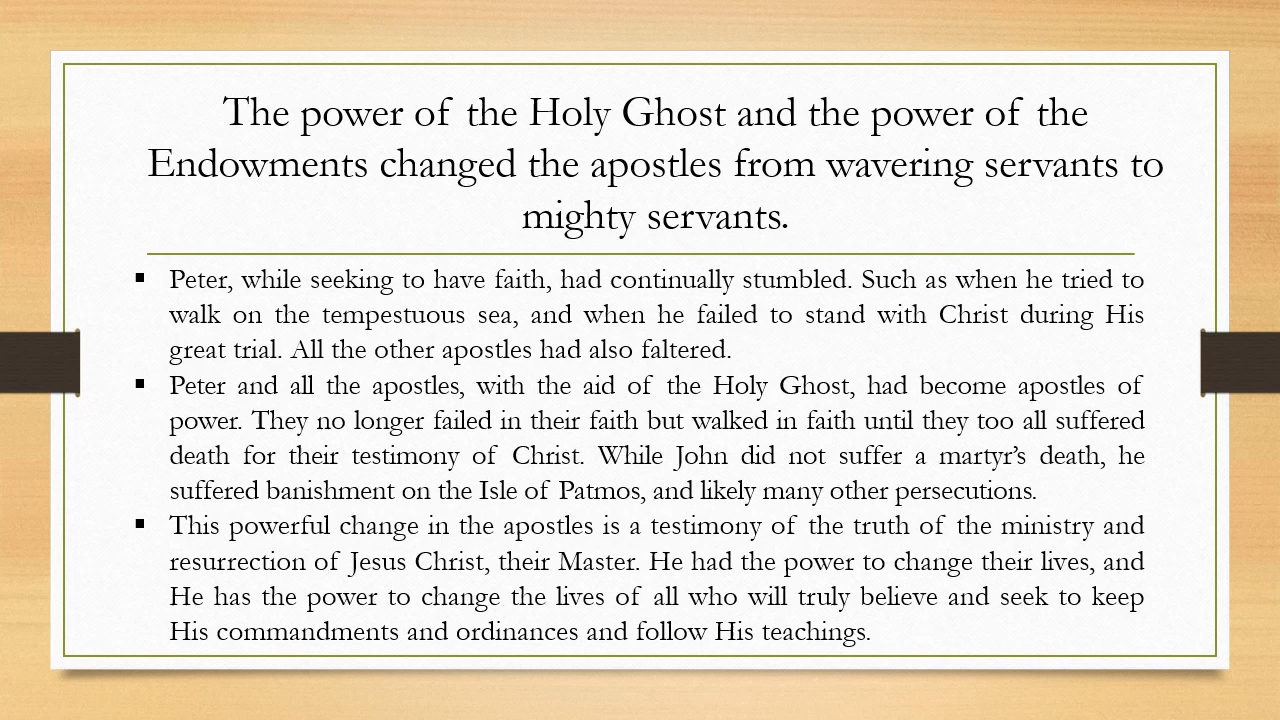 The power of the Holy Ghost and the power of the
Endowments changed the apostles from wavering servants to
mighty servants.
▪ Peter, while seeking to have faith, had continually stumbled. Such as when he tried to
walk on the tempestuous sea, and when he failed to stand with Christ during His
great trial. All the other apostles had also faltered.
▪ Peter and all the apostles, with the aid of the Holy Ghost, had become apostles of
power. They no longer failed in their faith but walked in faith until they too all suffered
death for their testimony of Christ. While John did not suffer a martyr’s death, he
suffered banishment on the Isle of Patmos, and likely many other persecutions.
▪ This powerful change in the apostles is a testimony of the truth of the ministry and
resurrection of Jesus Christ, their Master. He had the power to change their lives, and
He has the power to change the lives of all who will truly believe and seek to keep
His commandments and ordinances and follow His teachings.